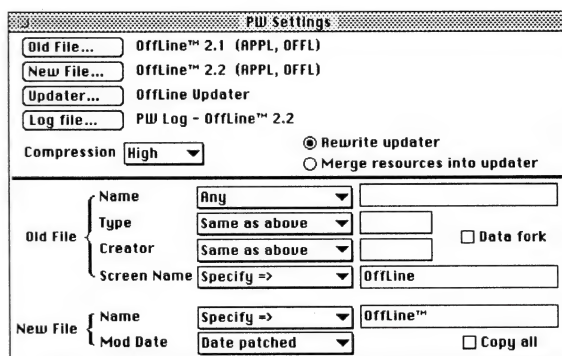 PW Settings
Old File... OffLine™ 2.1 (APPL, OFFL)
New File... OffLine™ 2.2 (APPL, OFFL)
Updater... OffLine Updater
Log file... PW Log - OffLine™ 2.2
Compression High Rewrite updater
Merge resources into updater
Name Any
Type Same as above
Old File Data fork
Creator Same as above
Screen Name Specify => OffLine
Name Specify => OffLine™
New File
Mod Date Date patched Copy all